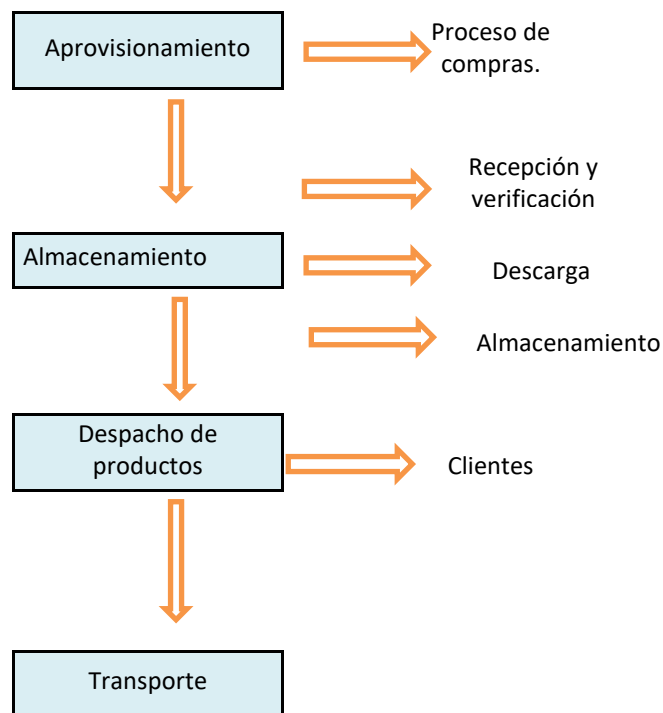 Aprovisionamiento
Proceso de
compras.
Recepción y
verificación
Almacenamiento
Descarga
Almacenamiento
Despacho de
productos
Clientes
Transporte